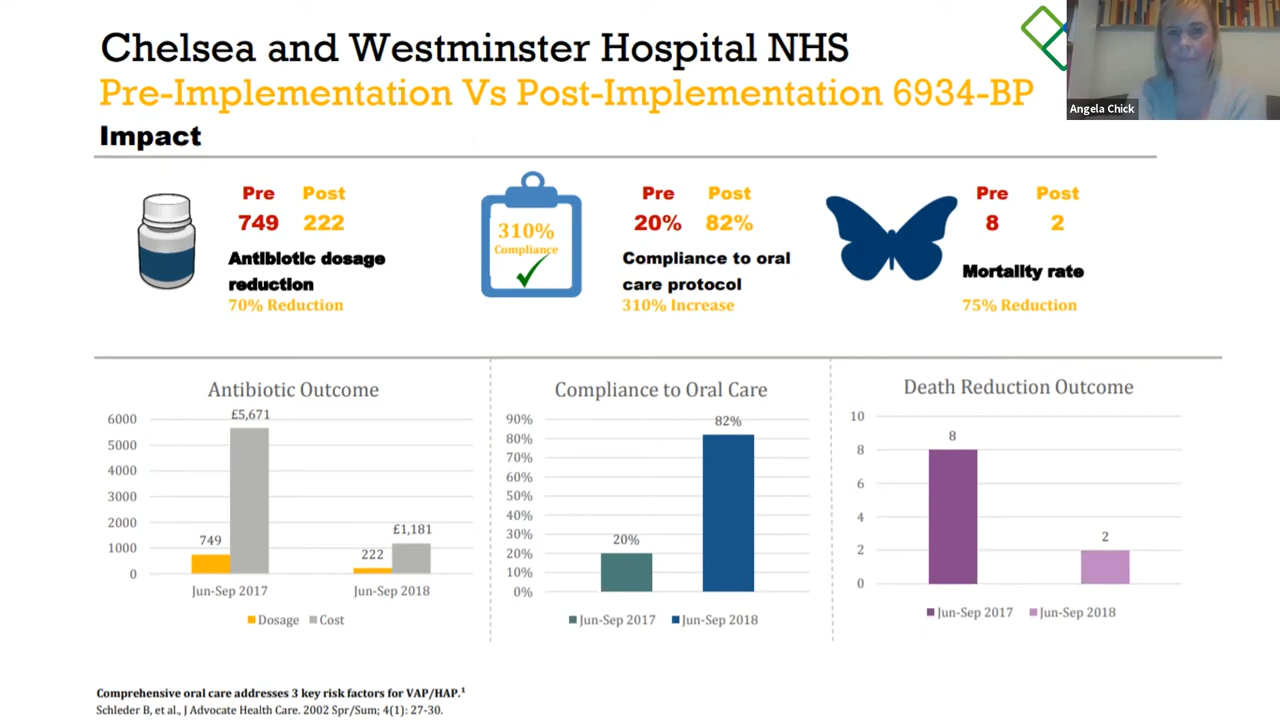 Chelsea and Westminster Hospital NHS
Pre-Implementation Vs Post-Implementation 6934-BP
Angela Chick
Impact
Pre Post
749 222
Antibiotic dosage
reduction
70% Reduction
310%
Compliance
Pre Post
20% 82%
Compliance to oral
care protocol
310% Increase
Pre Post
8 2
Mortality rate
75% Reduction
Antibiotic Outcome
6000
5000
4000
3000
2000
1000
0
£5,671
749
£1,181
222
Jun-Sep 2017 Jun-Sep 2018
Dosage Cost
Compliance to Oral Care
90%
80%
70%
60%
50%
40%
30%
20%
10%
0%
82%
20%
Jun-Sep 2017 Jun-Sep 2018
Death Reduction Outcome
10
8
6
4
2
0
8
2
Jun-Sep 2017 Jun-Sep 2018
Comprehensive oral care addresses 3 key risk factors for VAP/HAP.¹
Schleder B, et al., J Advocate Health Care. 2002 Spr/Sum; 4(1): 27-30.